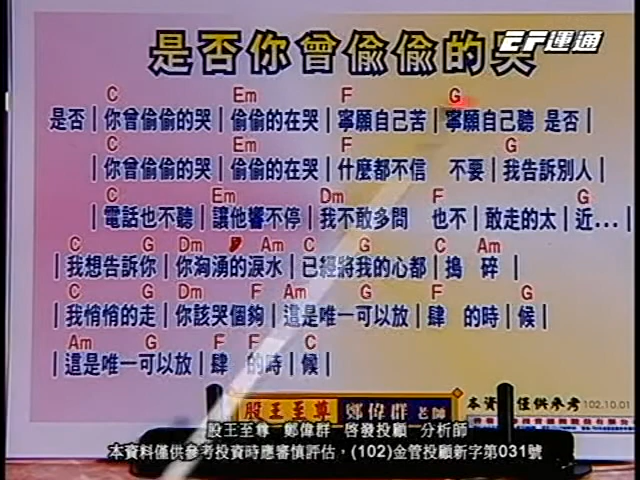 是否你曾偷偷的哭
EF運通
C Em F G
是否│你曾偷偷的哭│偷偷的在哭│寧願自己苦│寧願自己聽 是否│
C Em F G
│你曾偷偷的哭│偷偷的在哭│什麼都不信 不要│我告訴別人│
C Em Dm F G
│電話也不聽│讓他響不停│我不敢多問 也不│敢走的太│近...│
C G Dm Am C G C Am
│我想告訴你│你洶湧的淚水│已經將我的心都│搗 碎│
C G Dm F Am G F G
│我悄悄的走│你該哭個夠│這是唯一可以放│肆 的時│候│
Am G F F C
│這是唯一可以放│肆 的時│候│
股王至尊 鄭偉群老師
本資 僅供參考 102.10.01
股王至尊 鄭偉群 啓發投顧 分析師
本資料僅供參考投資時應審慎評估，(102)金管投顧新字第031號